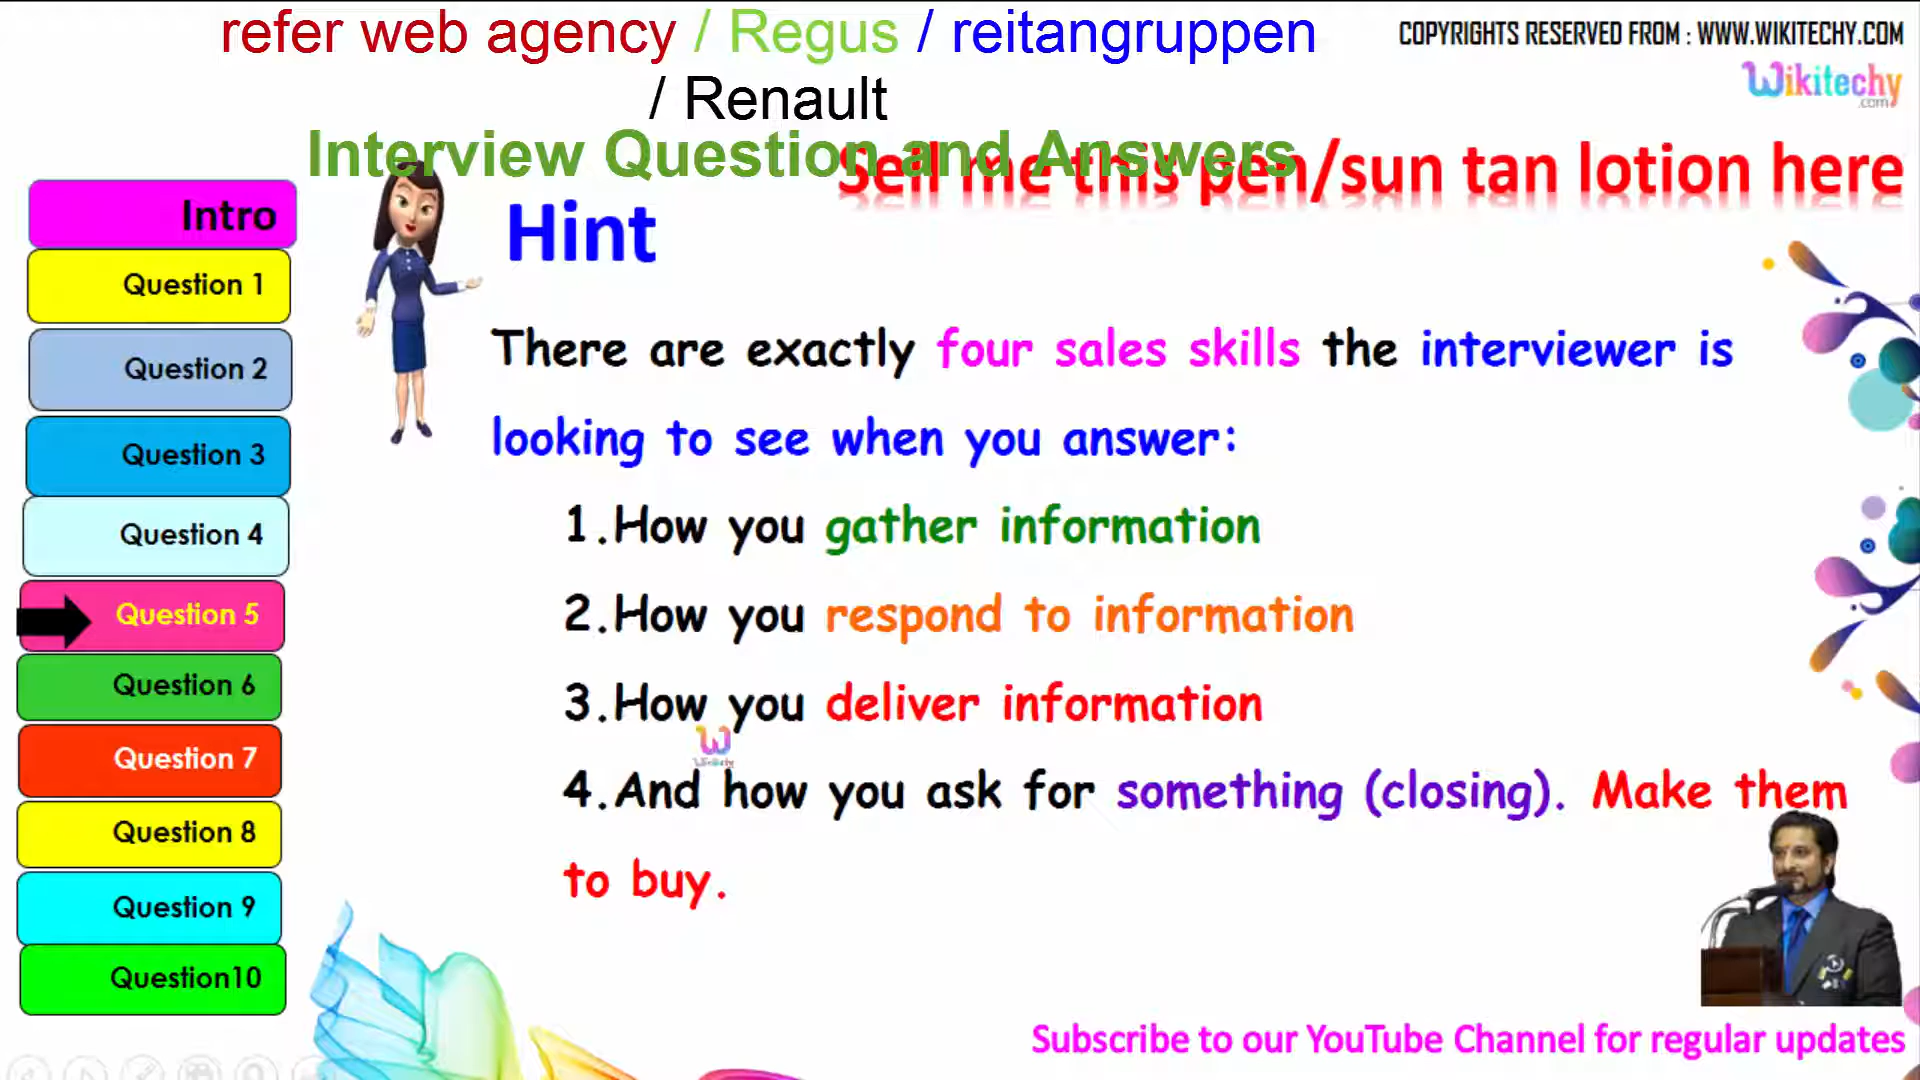 refer web agency / Regus / reitangruppen
/ Renault
Interview Question and Answers
COPYRIGHTS RESERVED FROM : WWW.WIKITECHY.COM
Wikitechy
.com
Sell me this pen/sun tan lotion here
Hint
Intro
Question 1
Question 2
Question 3
Question 4
Question 5
Question 6
Question 7
Question 8
Question 9
Question10
There are exactly four sales skills the interviewer is
looking to see when you answer:
1.How you gather information
2.How you respond to information
3.How you deliver information
4.And how you ask for something (closing). Make them
to buy.
Wikitechy
Subscribe to our YouTube Channel for regular updates